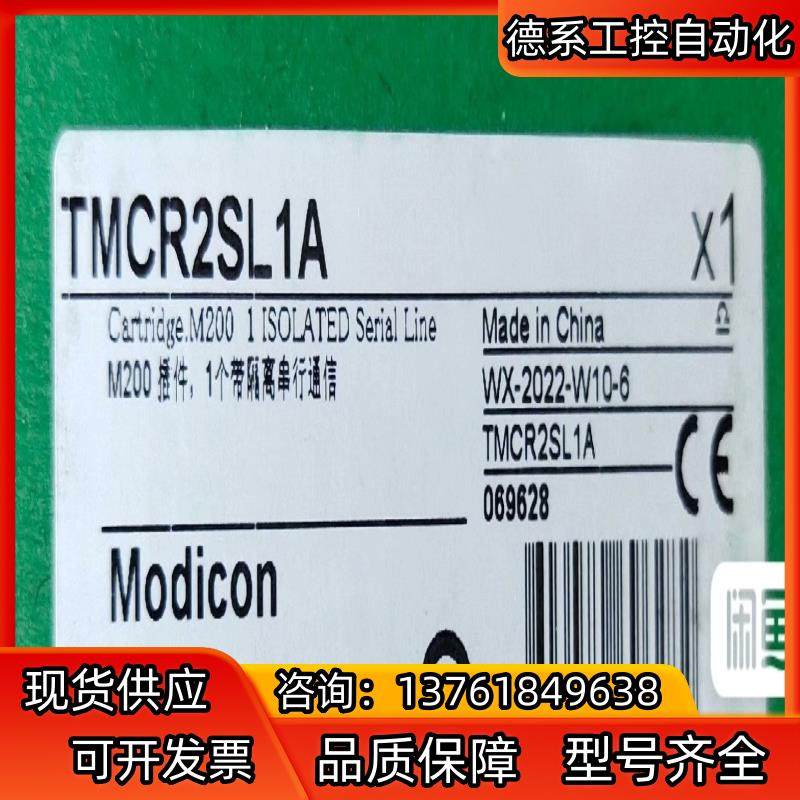 德系工控自动化
TMCR2SL1A
X1
Cartridge.M200 1 ISOLATED Serial Line
M200 插件, 1个带隔离串行通信
Made in China
WX-2022-W10-6
TMCR2SL1A
069628
CE
Modicon
闲
现货供应
咨询：13761849638
可开发票
品质保障
型号齐全